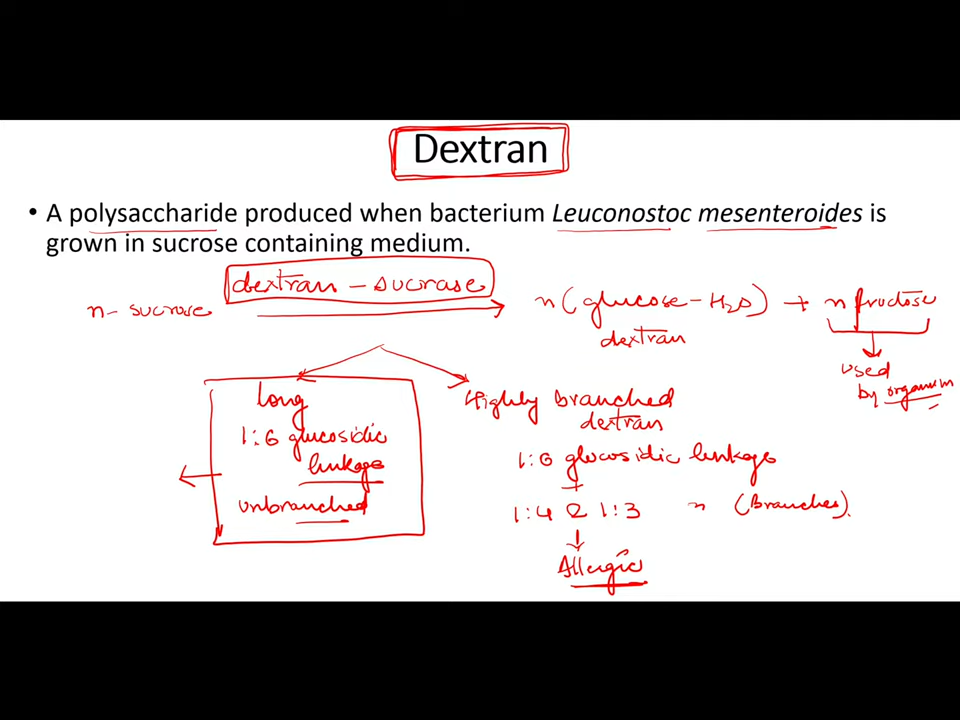 Dextran
• A polysaccharide produced when bacterium Leuconostoc mesenteroides is
grown in sucrose containing medium.
dextran - sucrase
n- sucrose
n (glucose-H2O) + n fructose
dextran
used
by organism
long
1:6 glucosidic
linkage
unbranched
Highly branched
dextran
1:6 glucosidic linkage
+
1:4 & 1:3 " (Branches).
Allergic